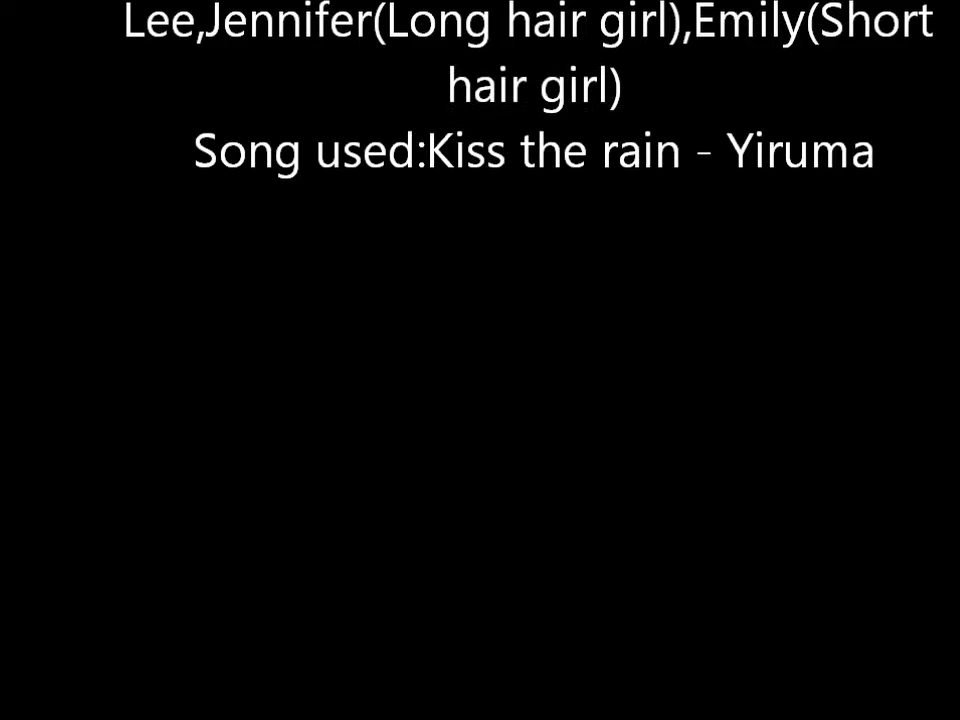 Lee,Jennifer(Long hair girl),Emily(Short
hair girl)
Song used:Kiss the rain - Yiruma